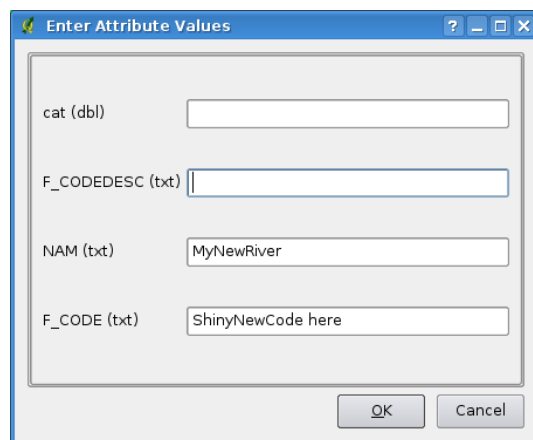 Enter Attribute Values
cat (dbl)
F_CODEDESC (txt)
NAM (txt) MyNewRiver
F_CODE (txt) ShinyNewCode here
OK Cancel